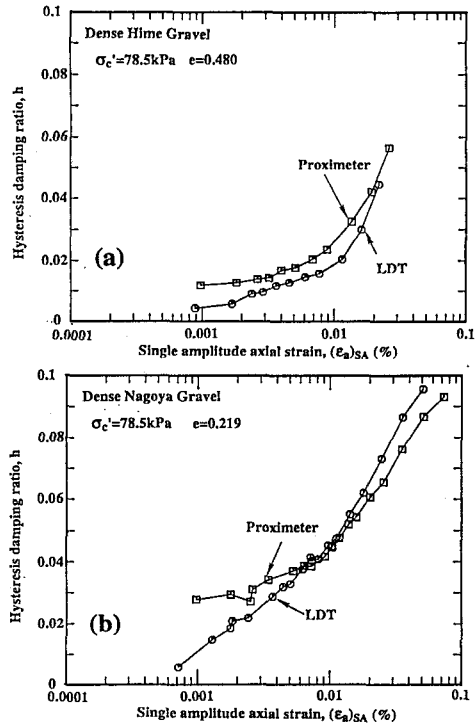 Dense Hime Gravel
σc'=78.5kPa e=0.480
0.1
0.08
0.06
0.04
0.02
0
Hysteresis damping ratio, h
Proximeter
LDT
(a)
0.0001
0.001
0.01
0.1
Single amplitude axial strain, (εa)SA (%)
0.1
0.08
0.06
0.04
0.02
0
Hysteresis damping ratio, h
Dense Nagoya Gravel
σc'=78.5kPa e=0.219
Proximeter
LDT
(b)
0.0001
0.001
0.01
0.1
Single amplitude axial strain, (εa)SA (%)